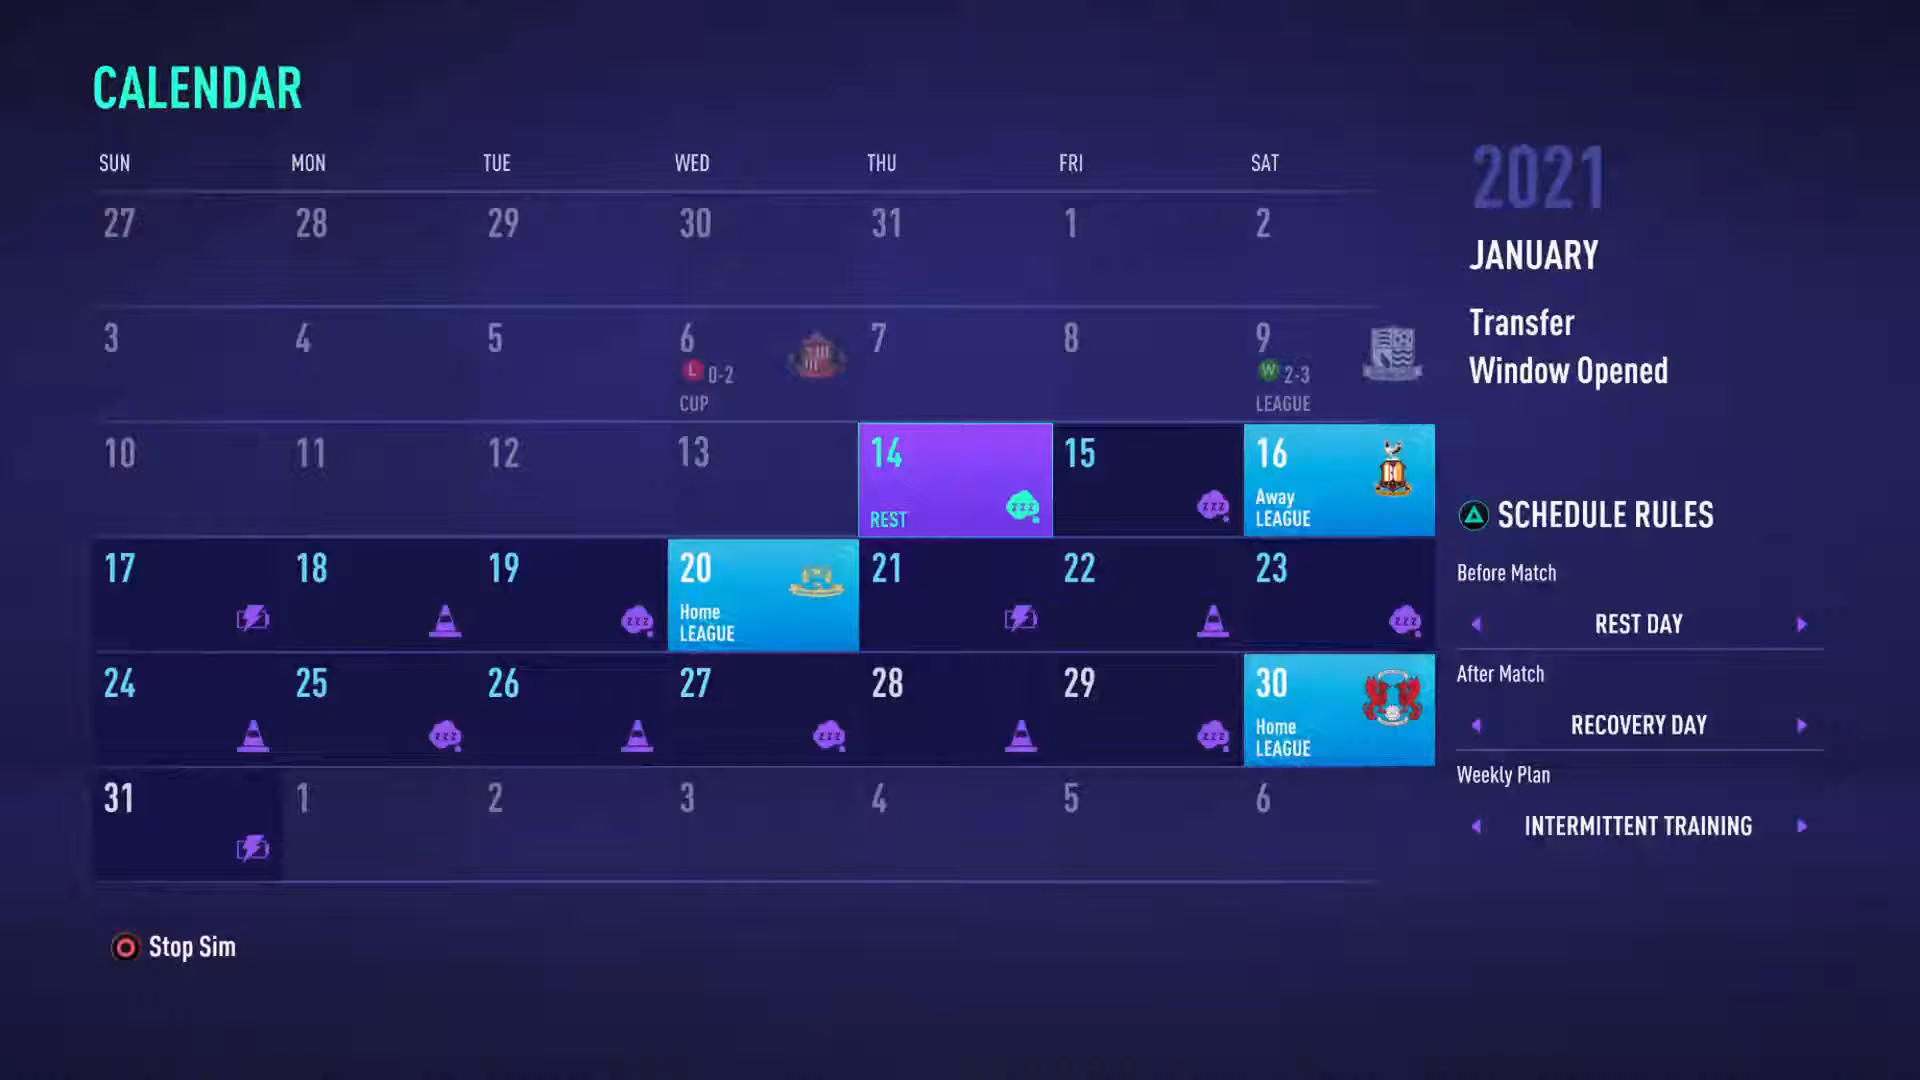 CALENDAR
SUN MON TUE WED THU FRI SAT
27 28 29 30 31 1 2
3 4 5 6 7 8 9
L 0-2 W 2-3
CUP LEAGUE
10 11 12 13 14 15 16
REST Away
LEAGUE
17 18 19 20 21 22 23
Home
LEAGUE
24 25 26 27 28 29 30
Home
LEAGUE
31 1 2 3 4 5 6
2021
JANUARY
Transfer
Window Opened
SCHEDULE RULES
Before Match
REST DAY
After Match
RECOVERY DAY
Weekly Plan
INTERMITTENT TRAINING
Stop Sim